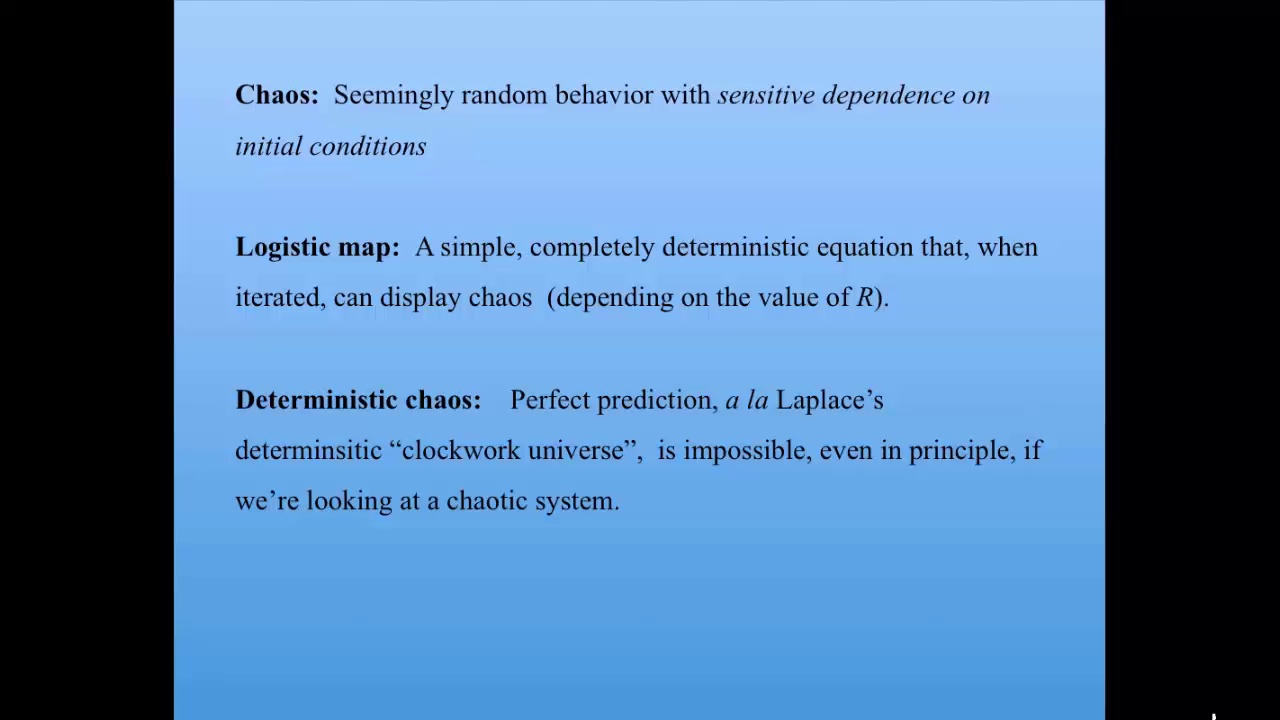 Chaos: Seemingly random behavior with sensitive dependence on
initial conditions
Logistic map: A simple, completely deterministic equation that, when
iterated, can display chaos (depending on the value of R).
Deterministic chaos: Perfect prediction, a la Laplace’s
determinsitic “clockwork universe”, is impossible, even in principle, if
we’re looking at a chaotic system.